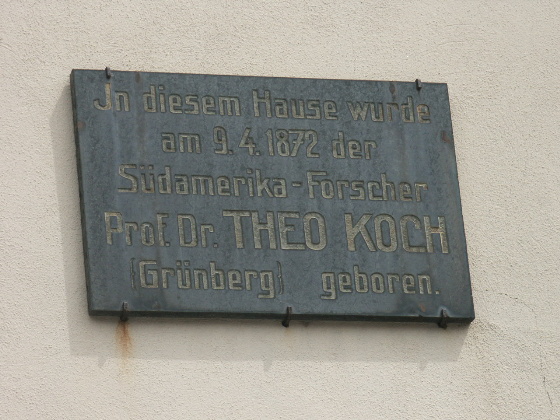 Jn diesem Hause wurde
am 9.4.1872 der
Südamerika-Forscher
Prof. Dr. THEO KOCH
(Grünberg) geboren.